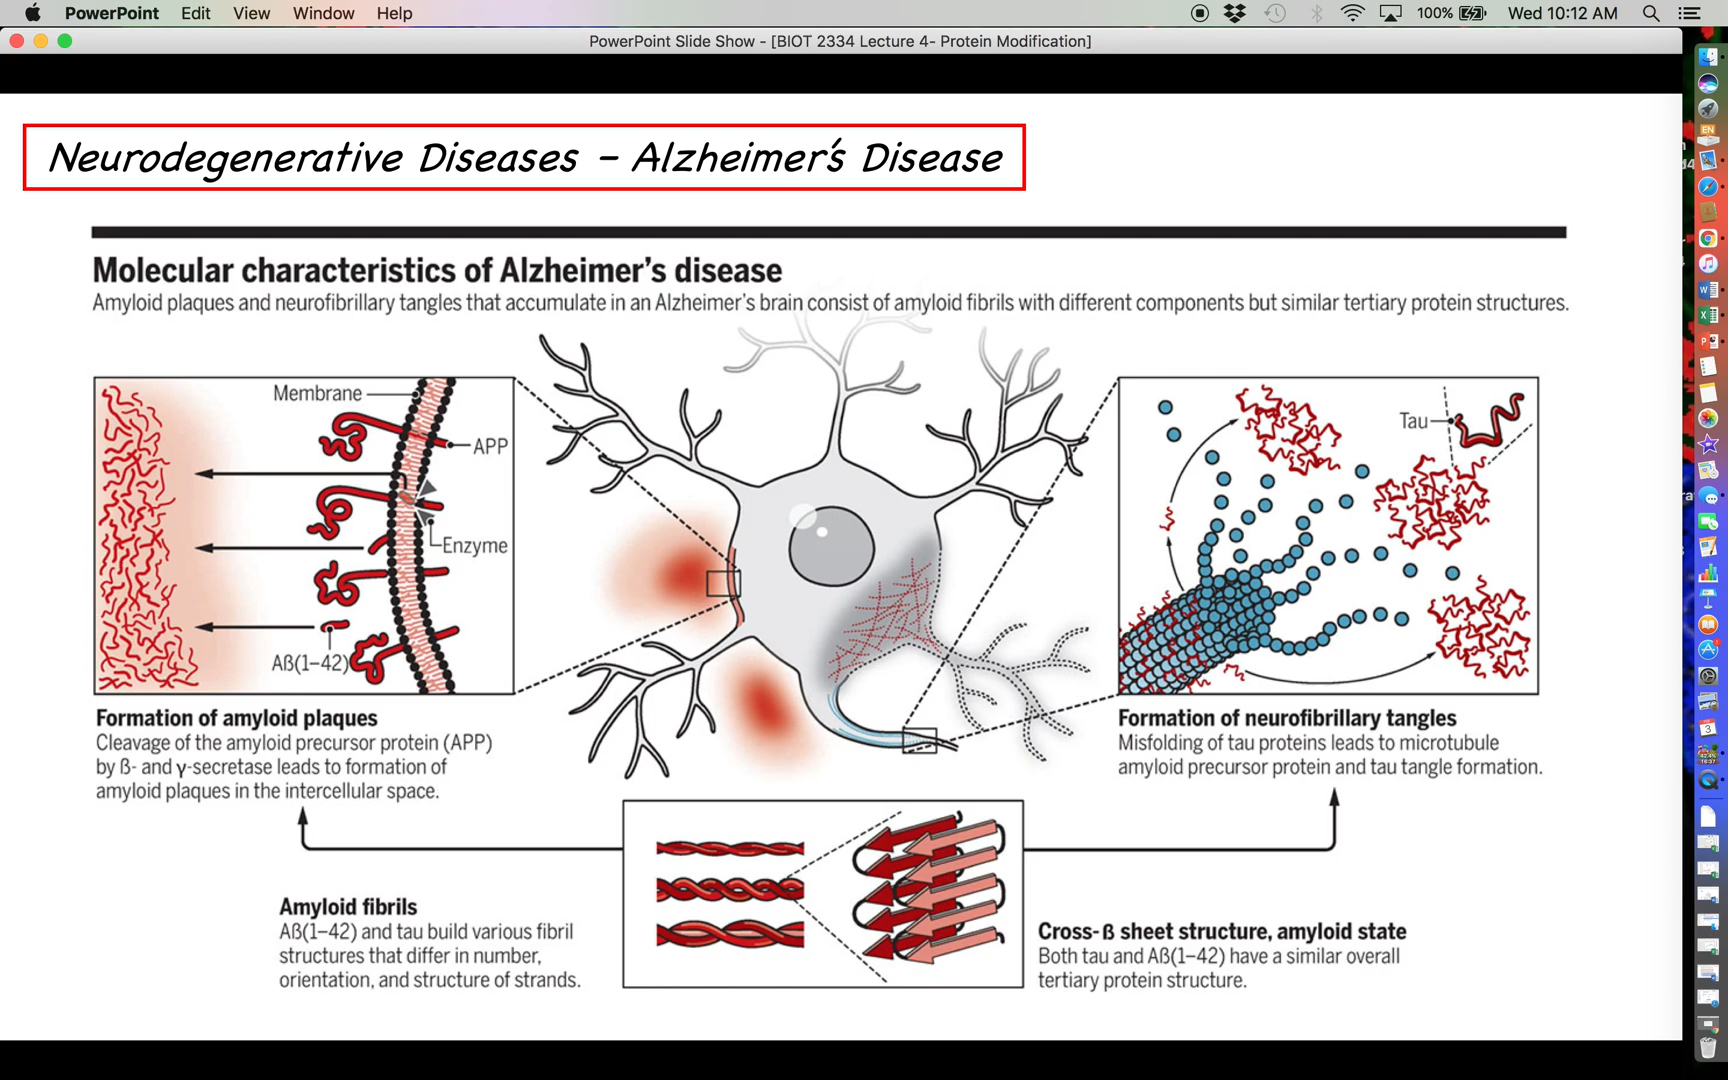 PowerPoint Edit View Window Help 100% Wed 10:12 AM
PowerPoint Slide Show - [BIOT 2334 Lecture 4- Protein Modification]
Neurodegenerative Diseases – Alzheimer's Disease
Molecular characteristics of Alzheimer's disease
Amyloid plaques and neurofibrillary tangles that accumulate in an Alzheimer's brain consist of amyloid fibrils with different components but similar tertiary protein structures.
Membrane
APP
Enzyme
Aß(1–42)
Tau
Formation of amyloid plaques
Cleavage of the amyloid precursor protein (APP)
by ß- and γ-secretase leads to formation of
amyloid plaques in the intercellular space.
Formation of neurofibrillary tangles
Misfolding of tau proteins leads to microtubule
amyloid precursor protein and tau tangle formation.
Amyloid fibrils
Aß(1–42) and tau build various fibril
structures that differ in number,
orientation, and structure of strands.
Cross-ß sheet structure, amyloid state
Both tau and Aß(1–42) have a similar overall
tertiary protein structure.